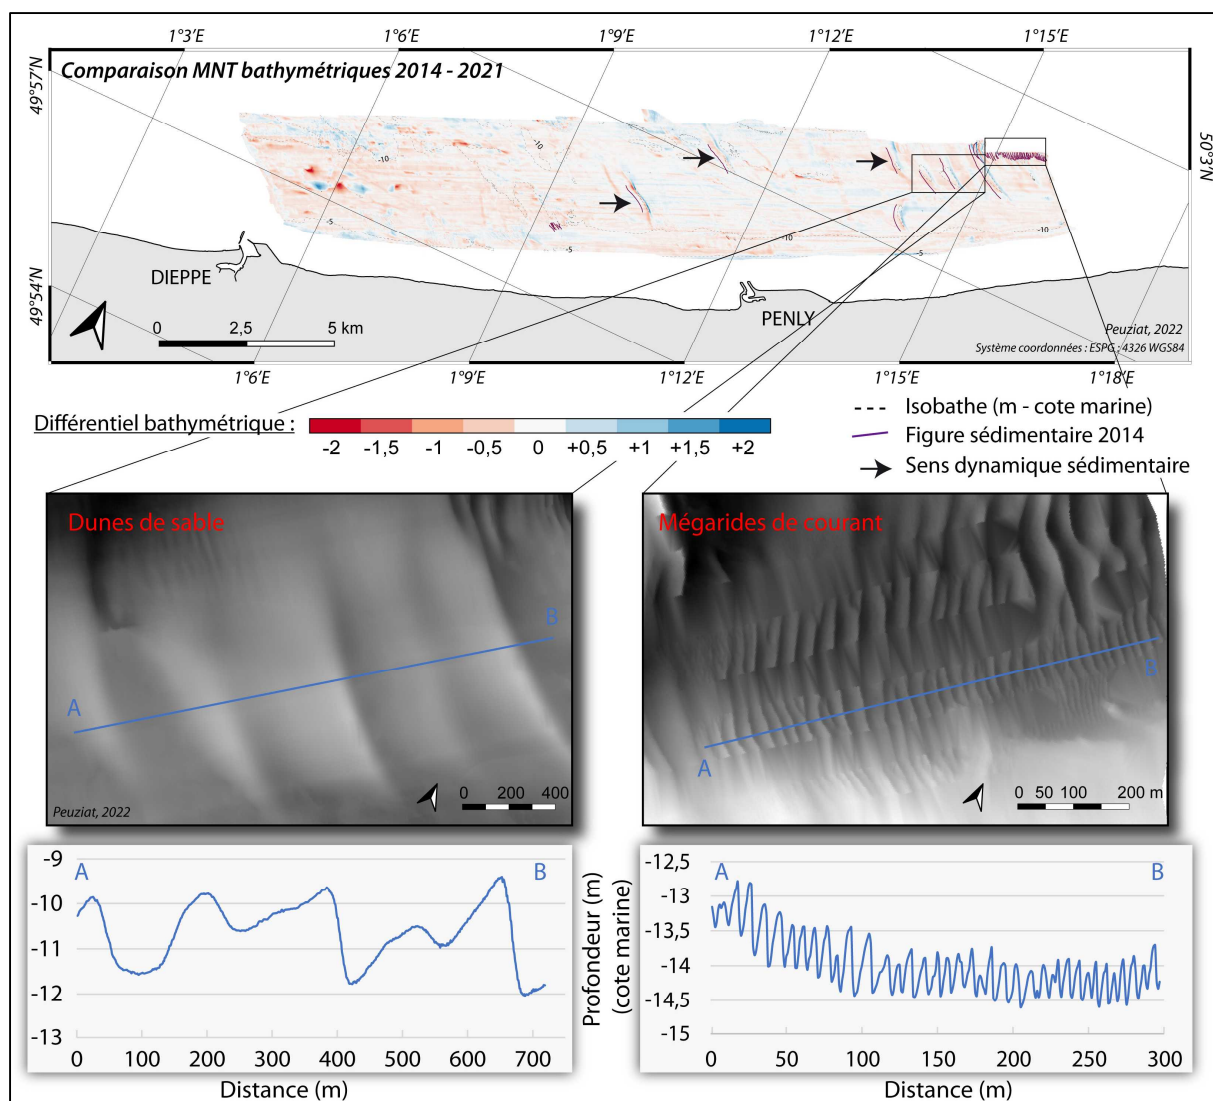 1°3'E 1°6'E 1°9'E 1°12'E 1°15'E
Comparaison MNT bathymétriques 2014 - 2021
49°57'N
50°3'N
-10
-10
-5
-5
-10
-5
-10
DIEPPE
49°54'N
PENLY
0 2,5 5 km
Peuziat, 2022
Système coordonnées : ESPG : 4326 WGS84
1°6'E 1°9'E 1°12'E 1°15'E 1°18'E
Différentiel bathymétrique :
-2 -1,5 -1 -0,5 0 +0,5 +1 +1,5 +2
Isobathe (m - cote marine)
Figure sédimentaire 2014
Sens dynamique sédimentaire
Dunes de sable
B
A
Peuziat, 2022
0 200 400
Mégarides de courant
B
A
0 50 100 200 m
-9
A B
-10
-11
-12
-13
0 100 200 300 400 500 600 700
Distance (m)
Profondeur (m)
(cote marine)
-12,5
A B
-13
-13,5
-14
-14,5
-15
0 50 100 150 200 250 300
Distance (m)